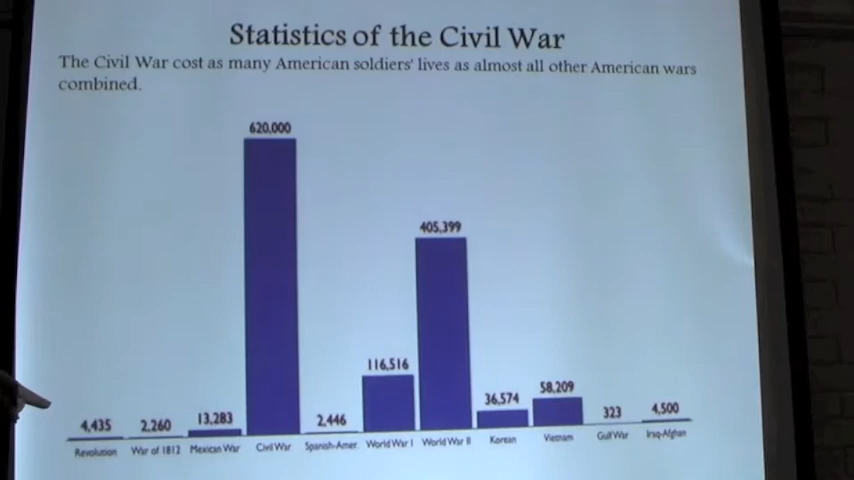 Statistics of the Civil War
The Civil War cost as many American soldiers' lives as almost all other American wars
combined.
620,000
405,399
116,516
58,209
36,574
4,435 2,260 13,283 2,446 323 4,500
Revolution War of 1812 Mexican War Civil War Spanish-Amer. World War I World War II Korean Vietnam Gulf War Iraq-Afghan